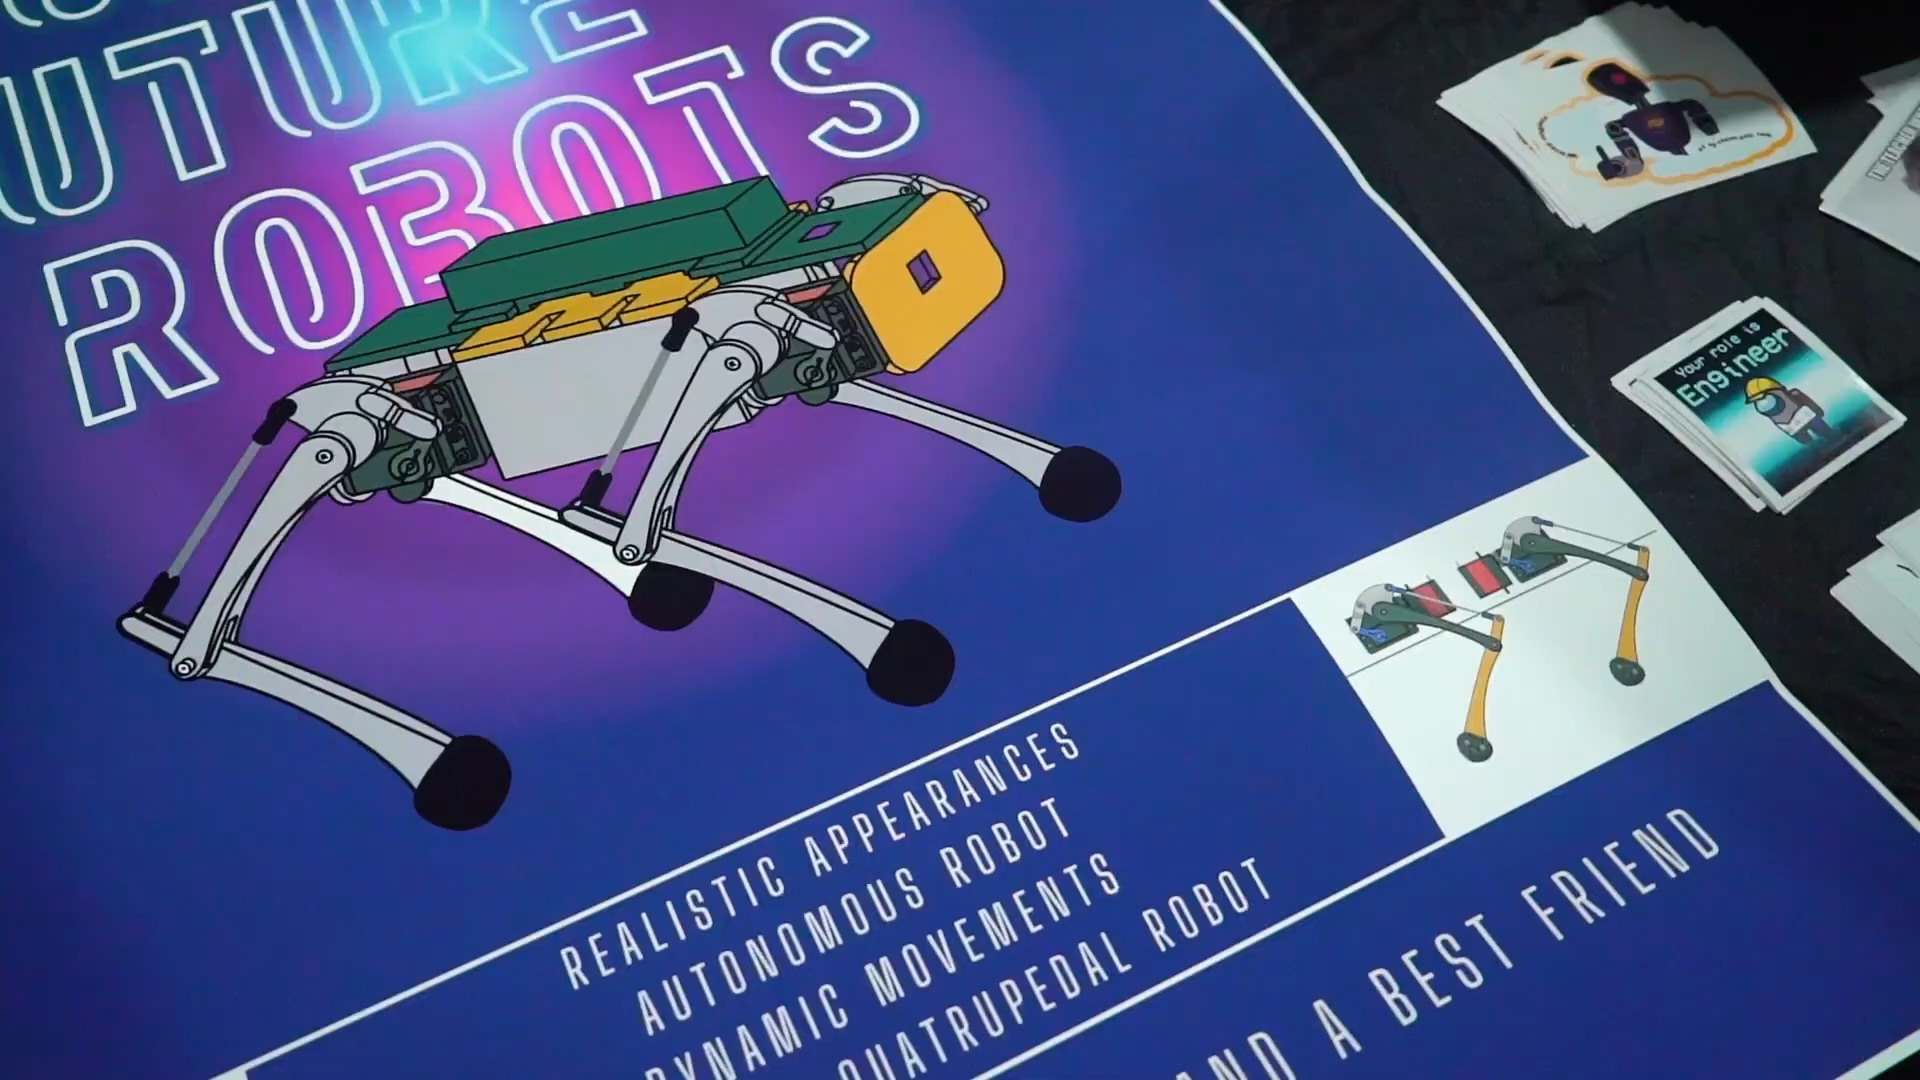 UTURE
ROBOTS
REALISTIC APPEARANCES
AUTONOMOUS ROBOT
DYNAMIC MOVEMENTS
QUATRUPEDAL ROBOT
AND A BEST FRIEND
Your role is
Engineer